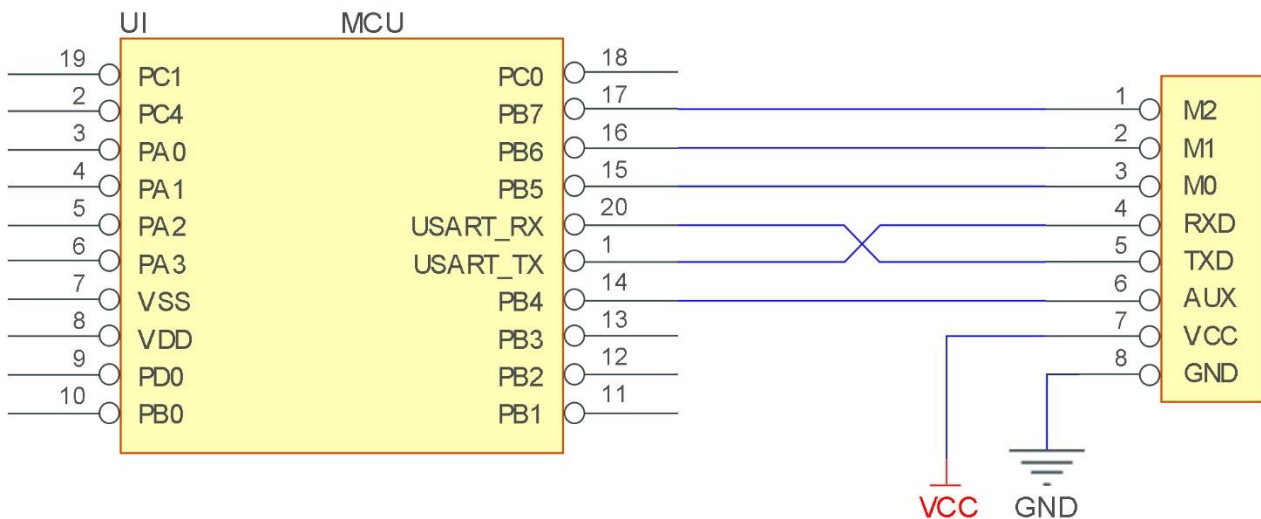 UI MCU
19 PC1 PC0 18
2 PC4 PB7 17 1 M2
3 PA0 PB6 16 2 M1
4 PA1 PB5 15 3 M0
5 PA2 USART_RX 20 4 RXD
6 PA3 USART_TX 1 5 TXD
7 VSS PB4 14 6 AUX
8 VDD PB3 13 7 VCC
9 PD0 PB2 12 8 GND
10 PB0 PB1 11
VCC GND